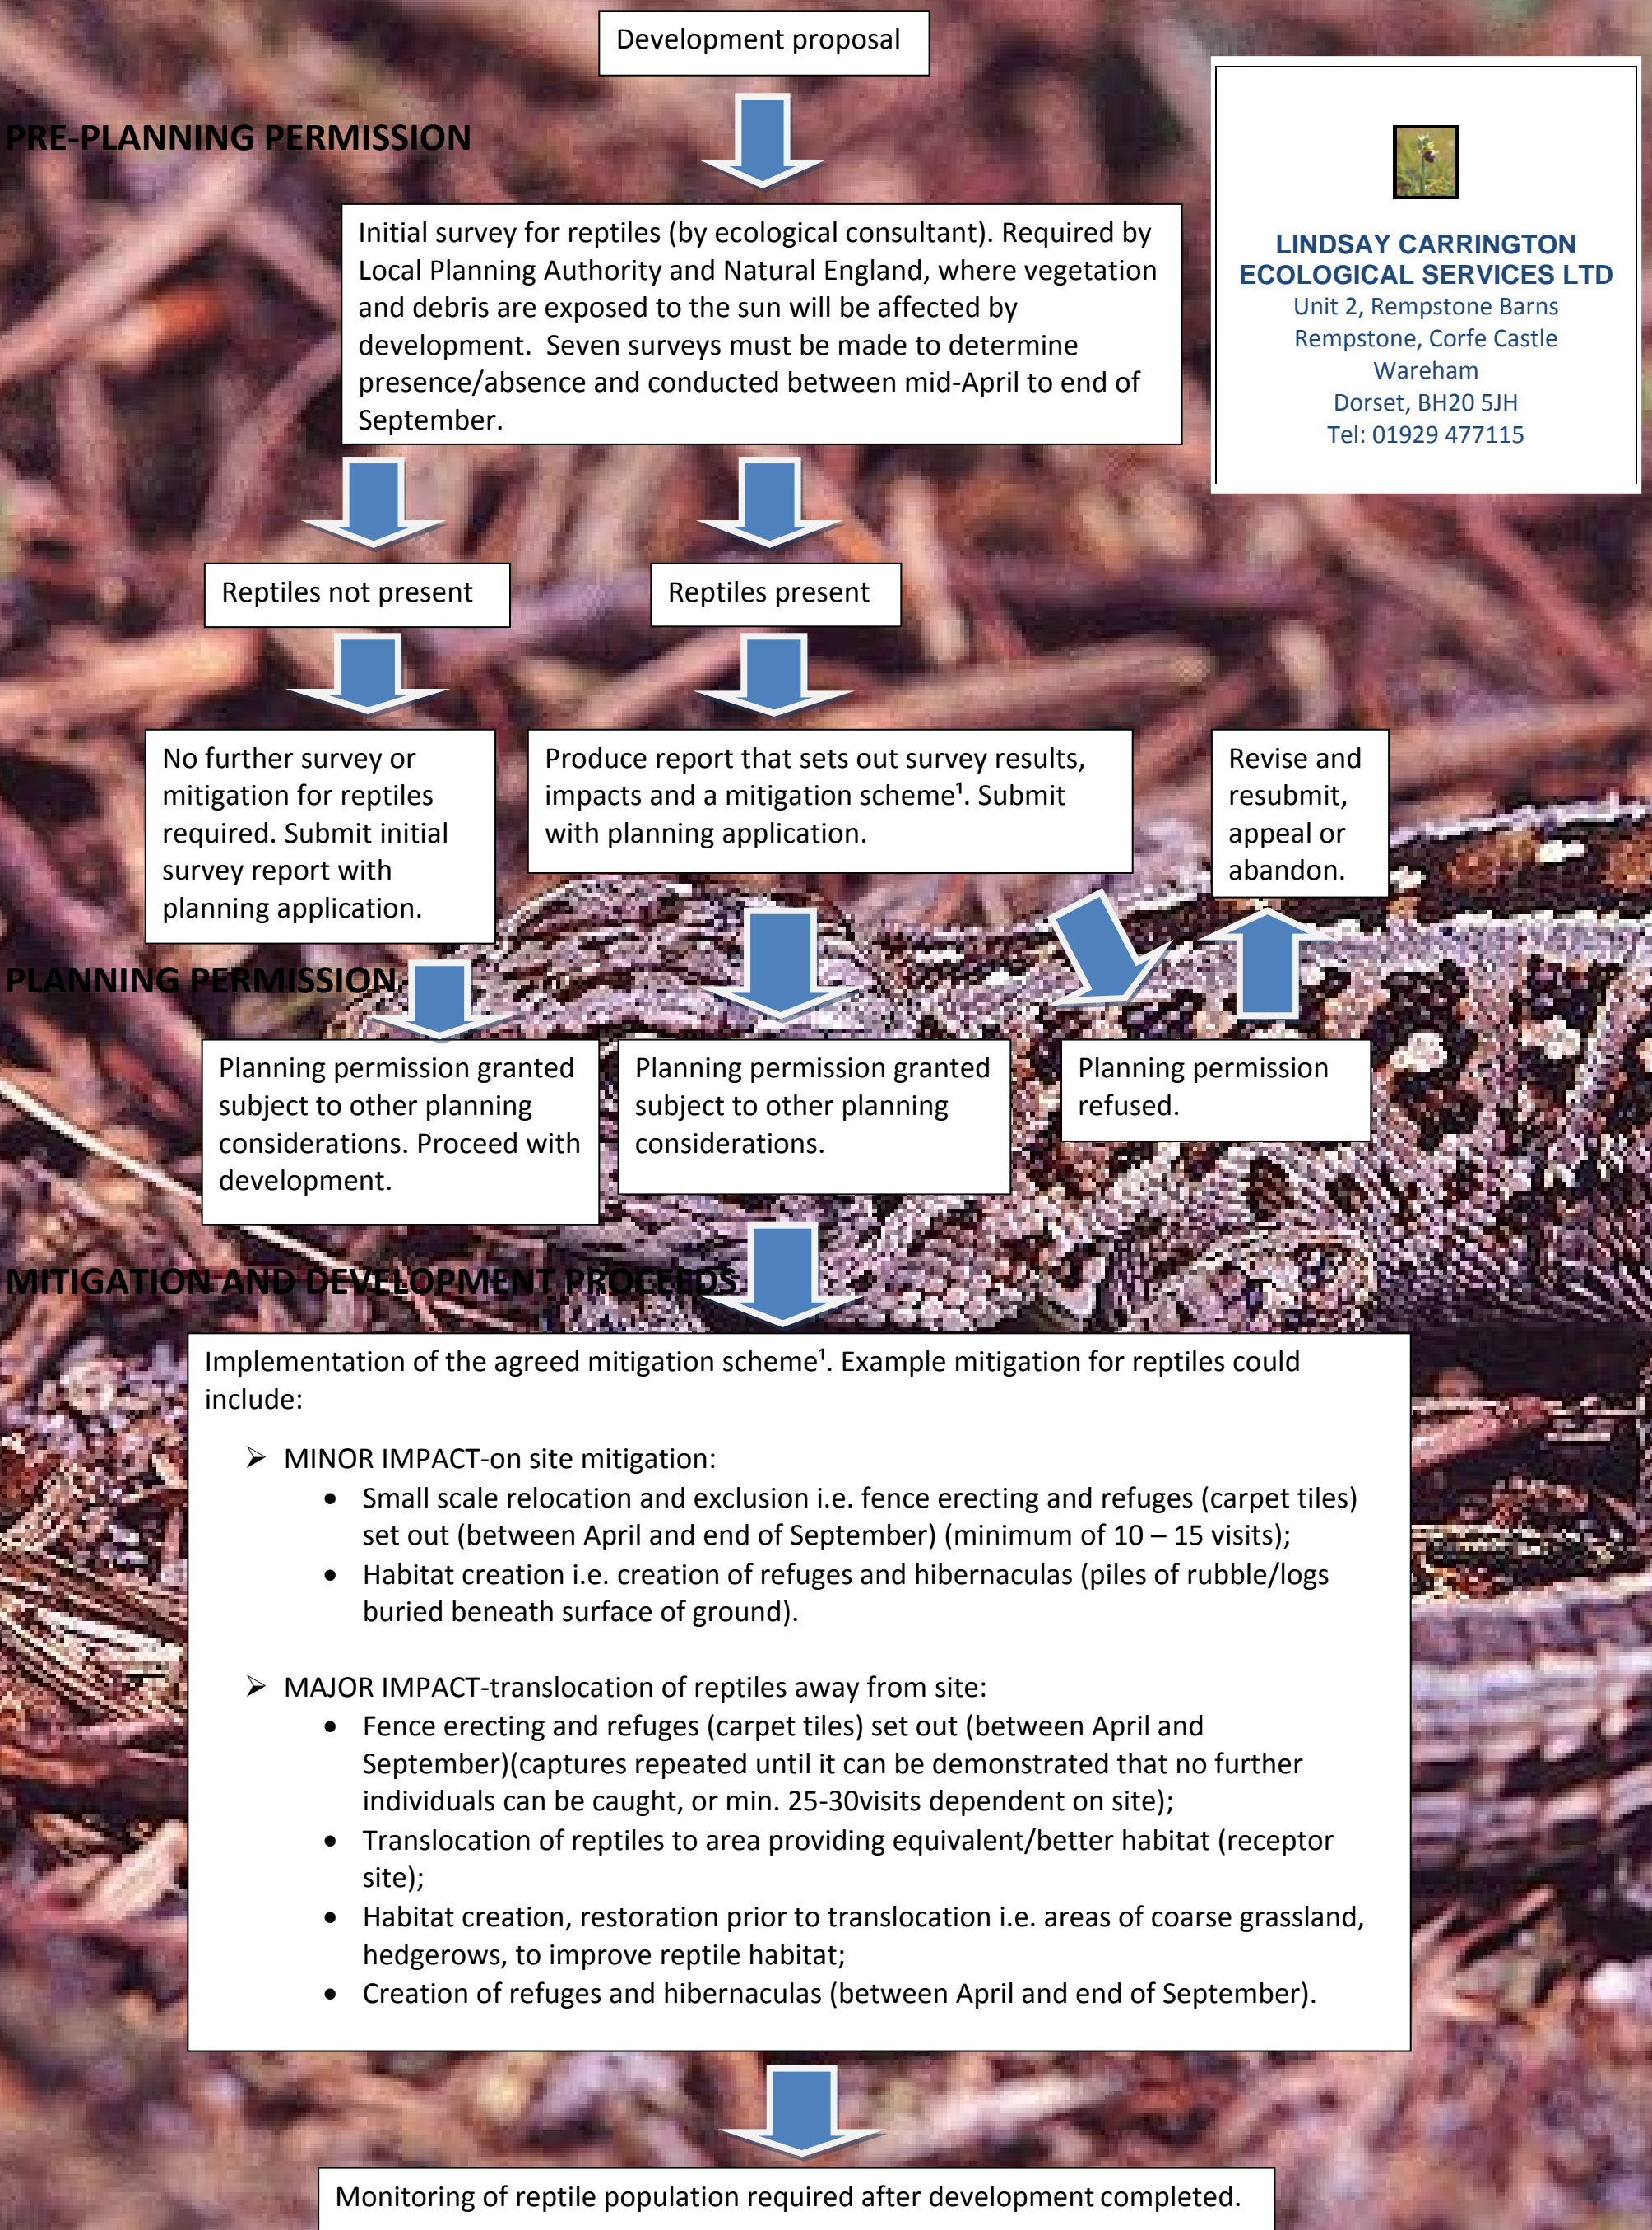 Development proposal
PRE-PLANNING PERMISSION
Initial survey for reptiles (by ecological consultant). Required by
Local Planning Authority and Natural England, where vegetation
and debris are exposed to the sun will be affected by
development.  Seven surveys must be made to determine
presence/absence and conducted between mid-April to end of
September.
LINDSAY CARRINGTON
ECOLOGICAL SERVICES LTD
Unit 2, Rempstone Barns
Rempstone, Corfe Castle
Wareham
Dorset, BH20 5JH
Tel: 01929 477115
Reptiles not present
Reptiles present
No further survey or
mitigation for reptiles
required. Submit initial
survey report with
planning application.
Produce report that sets out survey results,
impacts and a mitigation scheme¹. Submit
with planning application.
Revise and
resubmit,
appeal or
abandon.
PLANNING PERMISSION
Planning permission granted
subject to other planning
considerations. Proceed with
development.
Planning permission granted
subject to other planning
considerations.
Planning permission
refused.
MITIGATION AND DEVELOPMENT PROCEEDS
Implementation of the agreed mitigation scheme¹. Example mitigation for reptiles could
include:
➢ MINOR IMPACT-on site mitigation:
• Small scale relocation and exclusion i.e. fence erecting and refuges (carpet tiles)
set out (between April and end of September) (minimum of 10 – 15 visits);
• Habitat creation i.e. creation of refuges and hibernaculas (piles of rubble/logs
buried beneath surface of ground).
➢ MAJOR IMPACT-translocation of reptiles away from site:
• Fence erecting and refuges (carpet tiles) set out (between April and
September)(captures repeated until it can be demonstrated that no further
individuals can be caught, or min. 25-30visits dependent on site);
• Translocation of reptiles to area providing equivalent/better habitat (receptor
site);
• Habitat creation, restoration prior to translocation i.e. areas of coarse grassland,
hedgerows, to improve reptile habitat;
• Creation of refuges and hibernaculas (between April and end of September).
Monitoring of reptile population required after development completed.